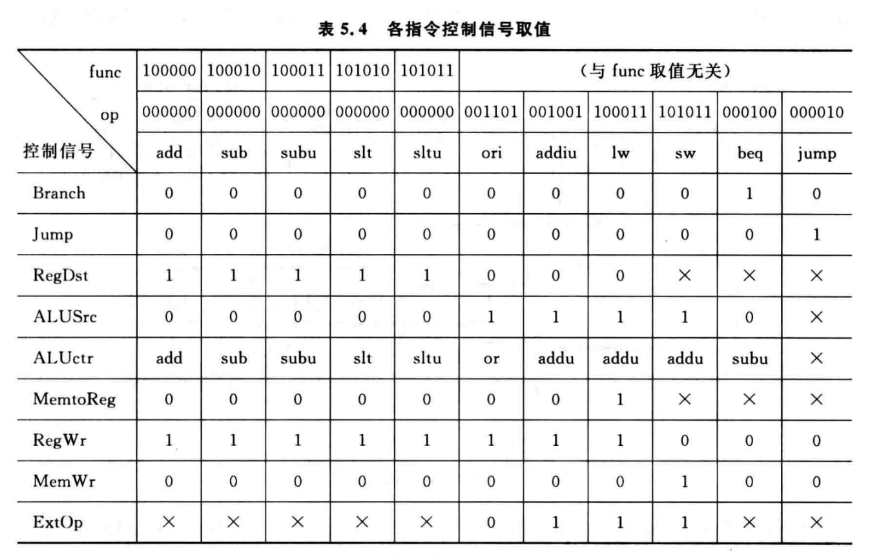 表 5.4 各指令控制信号取值
func 100000 100010 100011 101010 101011 （与 func 取值无关）
op 000000 000000 000000 000000 000000 001101 001001 100011 101011 000100 000010
控制信号 add sub subu slt sltu ori addiu lw sw beq jump
Branch 0 0 0 0 0 0 0 0 0 1 0
Jump 0 0 0 0 0 0 0 0 0 0 1
RegDst 1 1 1 1 1 0 0 0 × × ×
ALUSrc 0 0 0 0 0 1 1 1 1 0 ×
ALUctr add sub subu slt sltu or addu addu addu subu ×
MemtoReg 0 0 0 0 0 0 0 1 × × ×
RegWr 1 1 1 1 1 1 1 1 0 0 0
MemWr 0 0 0 0 0 0 0 0 1 0 0
ExtOp × × × × × 0 1 1 1 × ×